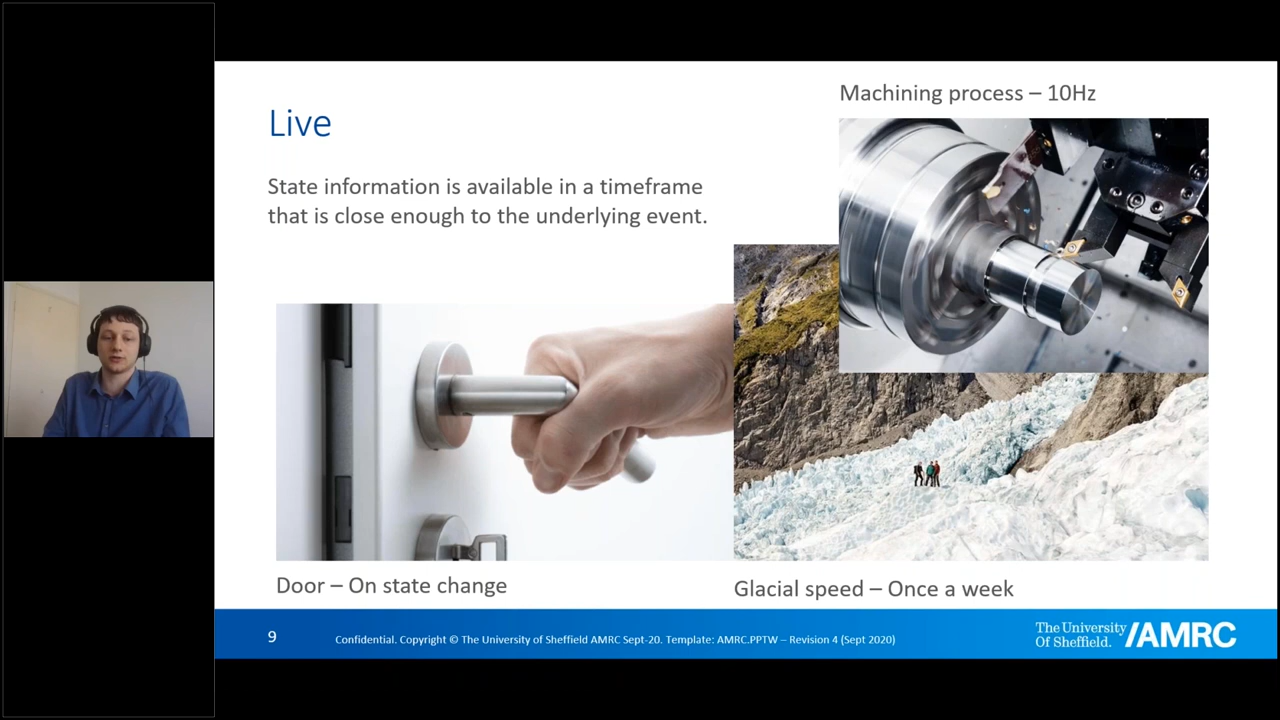 Machining process – 10Hz
Live
State information is available in a timeframe
that is close enough to the underlying event.
Door – On state change
Glacial speed – Once a week
9
Confidential. Copyright © The University of Sheffield AMRC Sept-20. Template: AMRC.PPTW – Revision 4 (Sept 2020)
The University
Of Sheffield.
AMRC